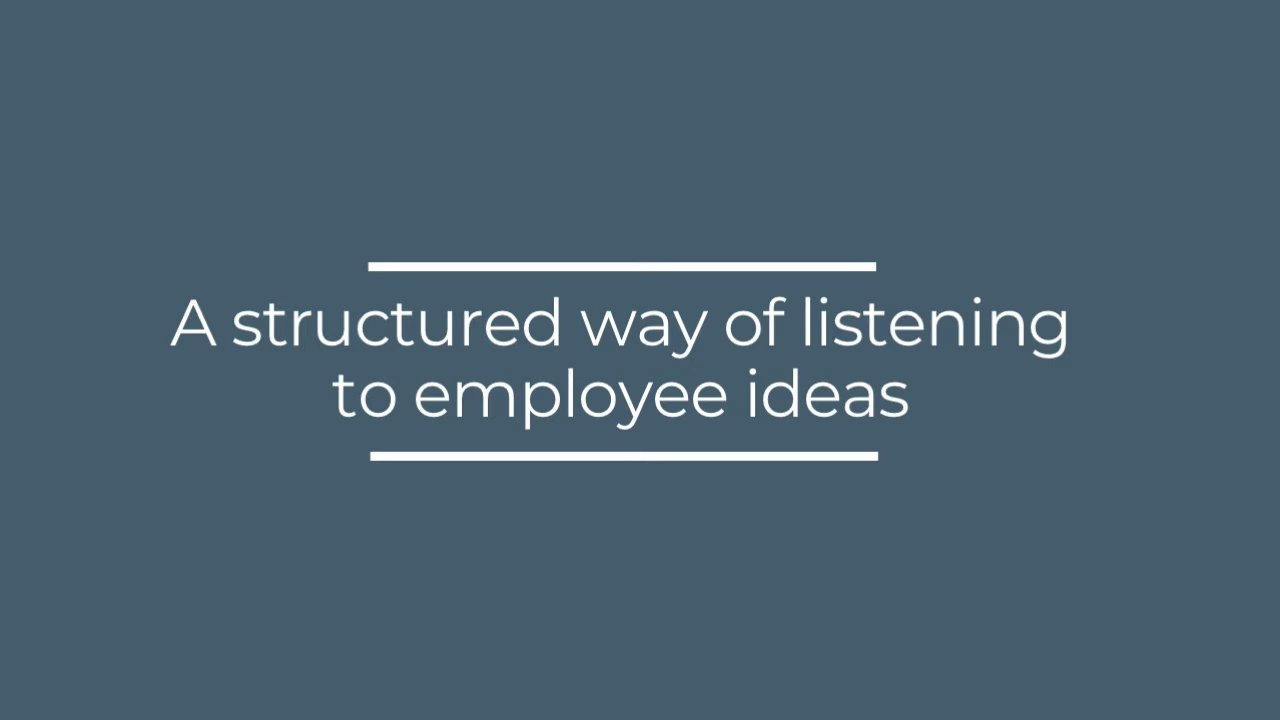 A structured way of listening
to employee ideas